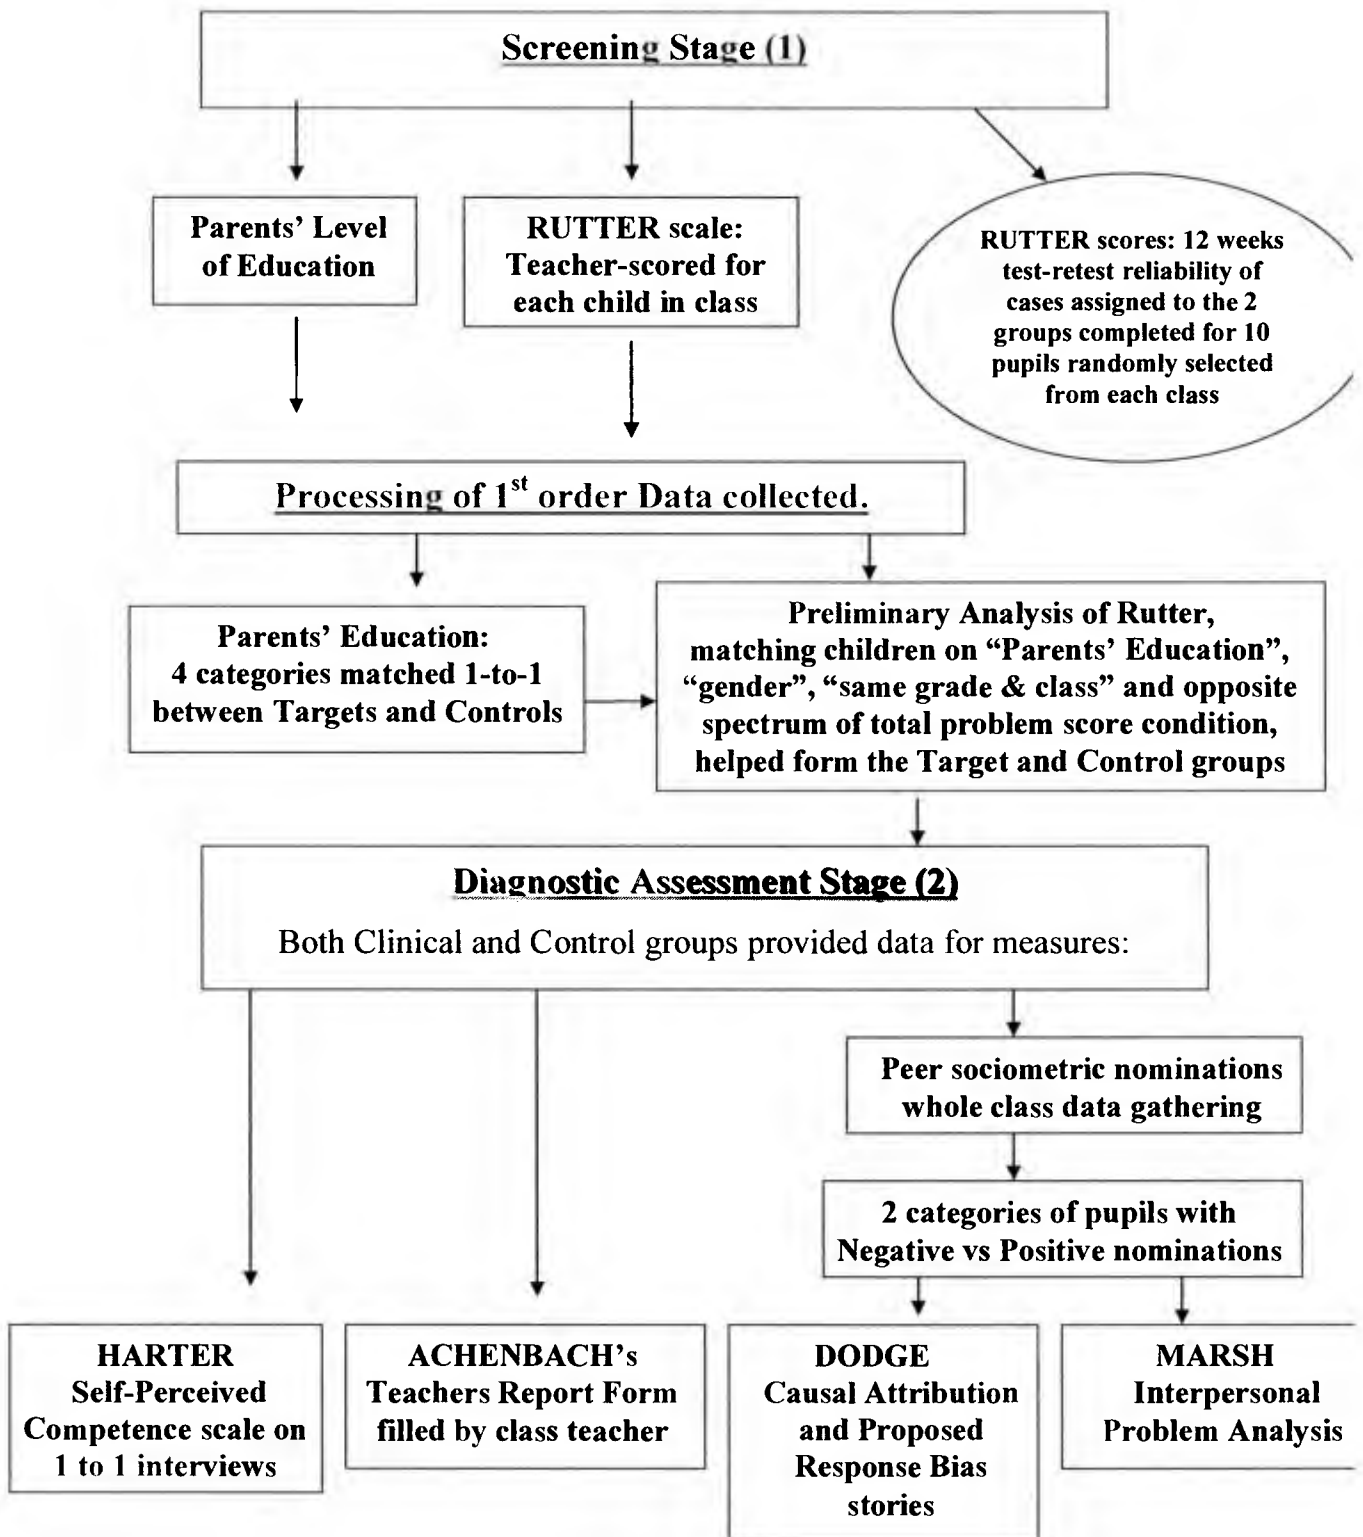 Screening Stage (1)
Parents’ Level
of Education
RUTTER scale:
Teacher-scored for
each child in class
RUTTER scores: 12 weeks
test-retest reliability of
cases assigned to the 2
groups completed for 10
pupils randomly selected
from each class
Processing of 1st order Data collected.
Parents’ Education:
4 categories matched 1-to-1
between Targets and Controls
Preliminary Analysis of Rutter,
matching children on “Parents’ Education”,
“gender”, “same grade & class” and opposite
spectrum of total problem score condition,
helped form the Target and Control groups
Diagnostic Assessment Stage (2)
Both Clinical and Control groups provided data for measures:
Peer sociometric nominations
whole class data gathering
2 categories of pupils with
Negative vs Positive nominations
HARTER
Self-Perceived
Competence scale on
1 to 1 interviews
ACHENBACH’s
Teachers Report Form
filled by class teacher
DODGE
Causal Attribution
and Proposed
Response Bias
stories
MARSH
Interpersonal
Problem Analysis